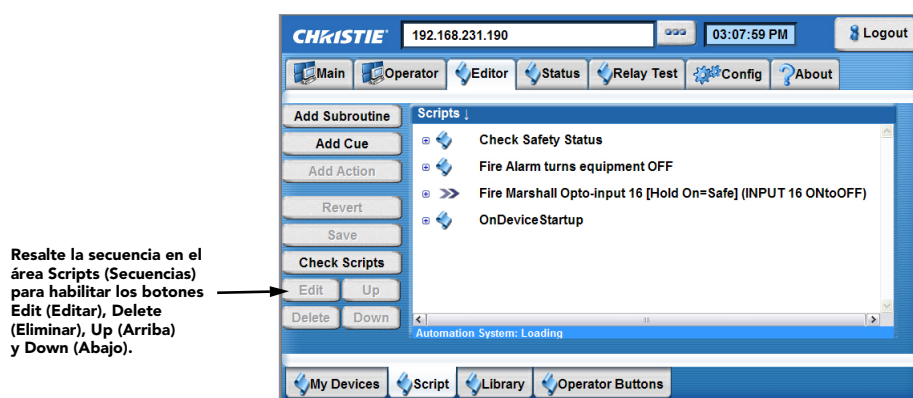 CHRISTIE
192.168.231.190
03:07:59 PM
Logout
Main
Operator
Editor
Status
Relay Test
Config
About
Add Subroutine
Add Cue
Add Action
Revert
Save
Check Scripts
Edit
Up
Delete
Down
Scripts ↓
Check Safety Status
Fire Alarm turns equipment OFF
Fire Marshall Opto-input 16 [Hold On=Safe] (INPUT 16 ONtoOFF)
OnDeviceStartup
Automation System: Loading
Resalte la secuencia en el
área Scripts (Secuencias)
para habilitar los botones
Edit (Editar), Delete
(Eliminar), Up (Arriba)
y Down (Abajo).
My Devices
Script
Library
Operator Buttons